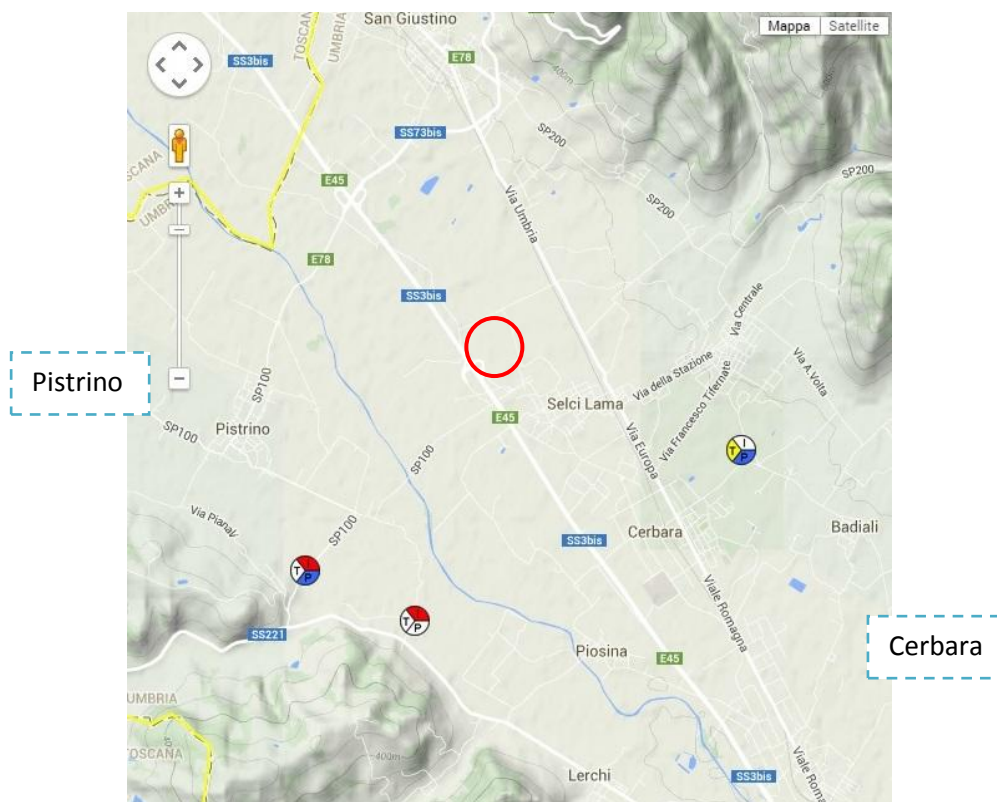 San Giustino
Mappa
Satellite
TOSCANA
UMBRIA
SS3bis
E78
400m
SS73bis
SP200
SP200
SP200
TOSCANA
UMBRIA
E45
Via Umbria
E78
SS3bis
Via Centrale
Pistrino
SP100
Via della Stazione
Via A.Volta
Via Francesco Tifernate
Selci Lama
E45
SP100
Pistrino
SP100
Via Europa
T I P
Via Pianali
SP100
Cerbara
Badiali
SS3bis
T I P
Viale Romagna
T I P
SS221
Piosina
E45
Cerbara
UMBRIA
TOSCANA
400m
Lerchi
SS3bis
Viale Roma